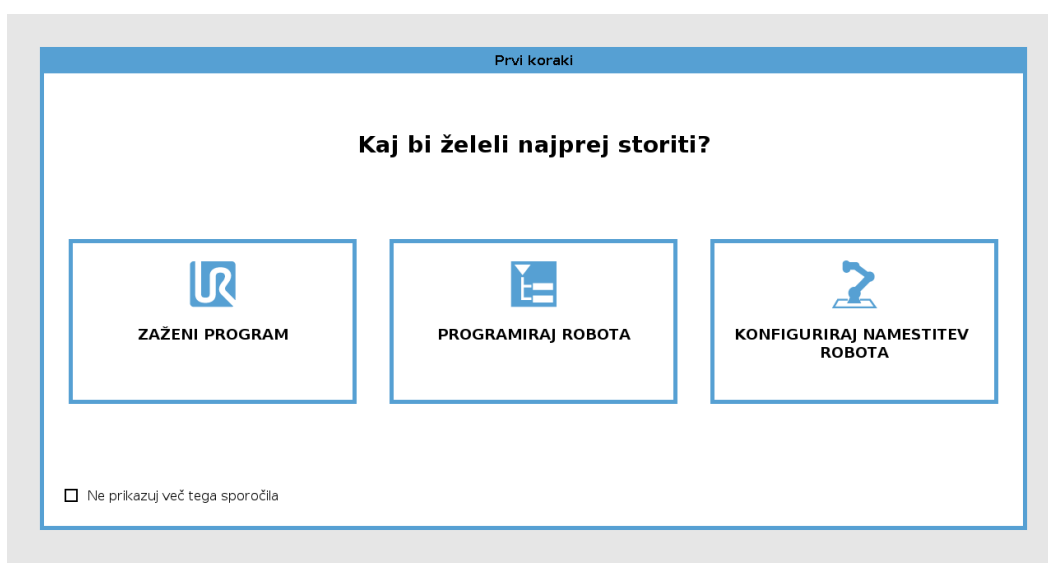 Prvi koraki
Kaj bi želeli najprej storiti?
ZAŽENI PROGRAM
PROGRAMIRAJ ROBOTA
KONFIGURIRAJ NAMESTITEV
ROBOTA
Ne prikazuj več tega sporočila